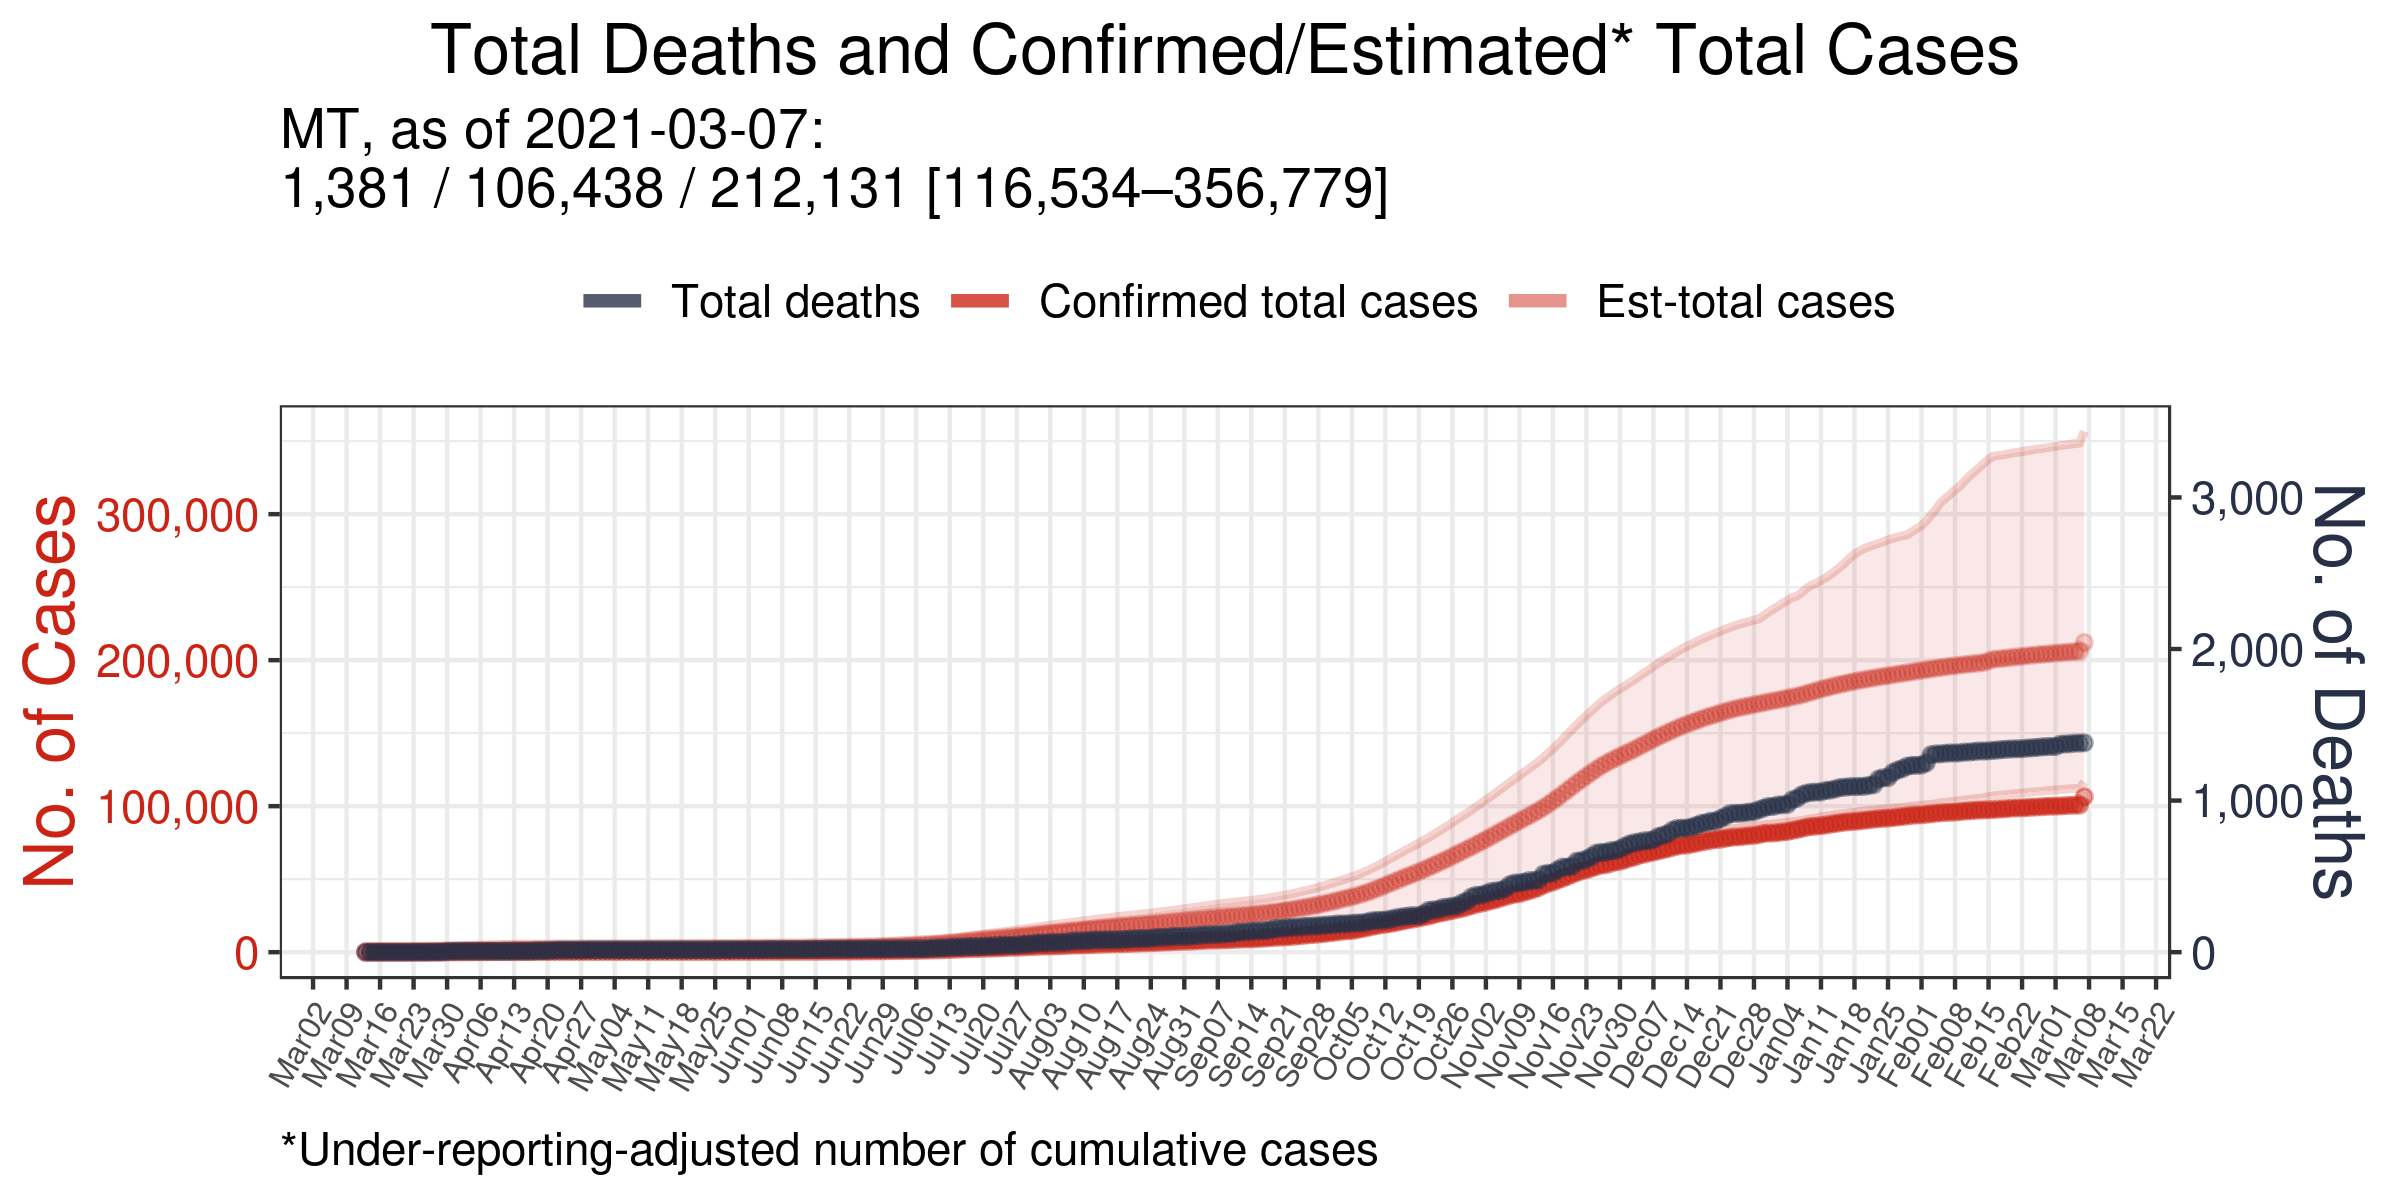 Total Deaths and Confirmed/Estimated* Total Cases
MT, as of 2021-03-07:
1,381 / 106,438 / 212,131 [116,534–356,779]
Total deaths
Confirmed total cases
Est-total cases
No. of Cases
300,000
200,000
100,000
0
3,000
2,000
1,000
0
No. of Deaths
Mar02
Mar09
Mar16
Mar23
Mar30
Apr06
Apr13
Apr20
Apr27
May04
May11
May18
May25
Jun01
Jun08
Jun15
Jun22
Jun29
Jul06
Jul13
Jul20
Jul27
Aug03
Aug10
Aug17
Aug24
Aug31
Sep07
Sep14
Sep21
Sep28
Oct05
Oct12
Oct19
Oct26
Nov02
Nov09
Nov16
Nov23
Nov30
Dec07
Dec14
Dec21
Dec28
Jan04
Jan11
Jan18
Jan25
Feb01
Feb08
Feb15
Feb22
Mar01
Mar08
Mar15
Mar22
*Under-reporting-adjusted number of cumulative cases